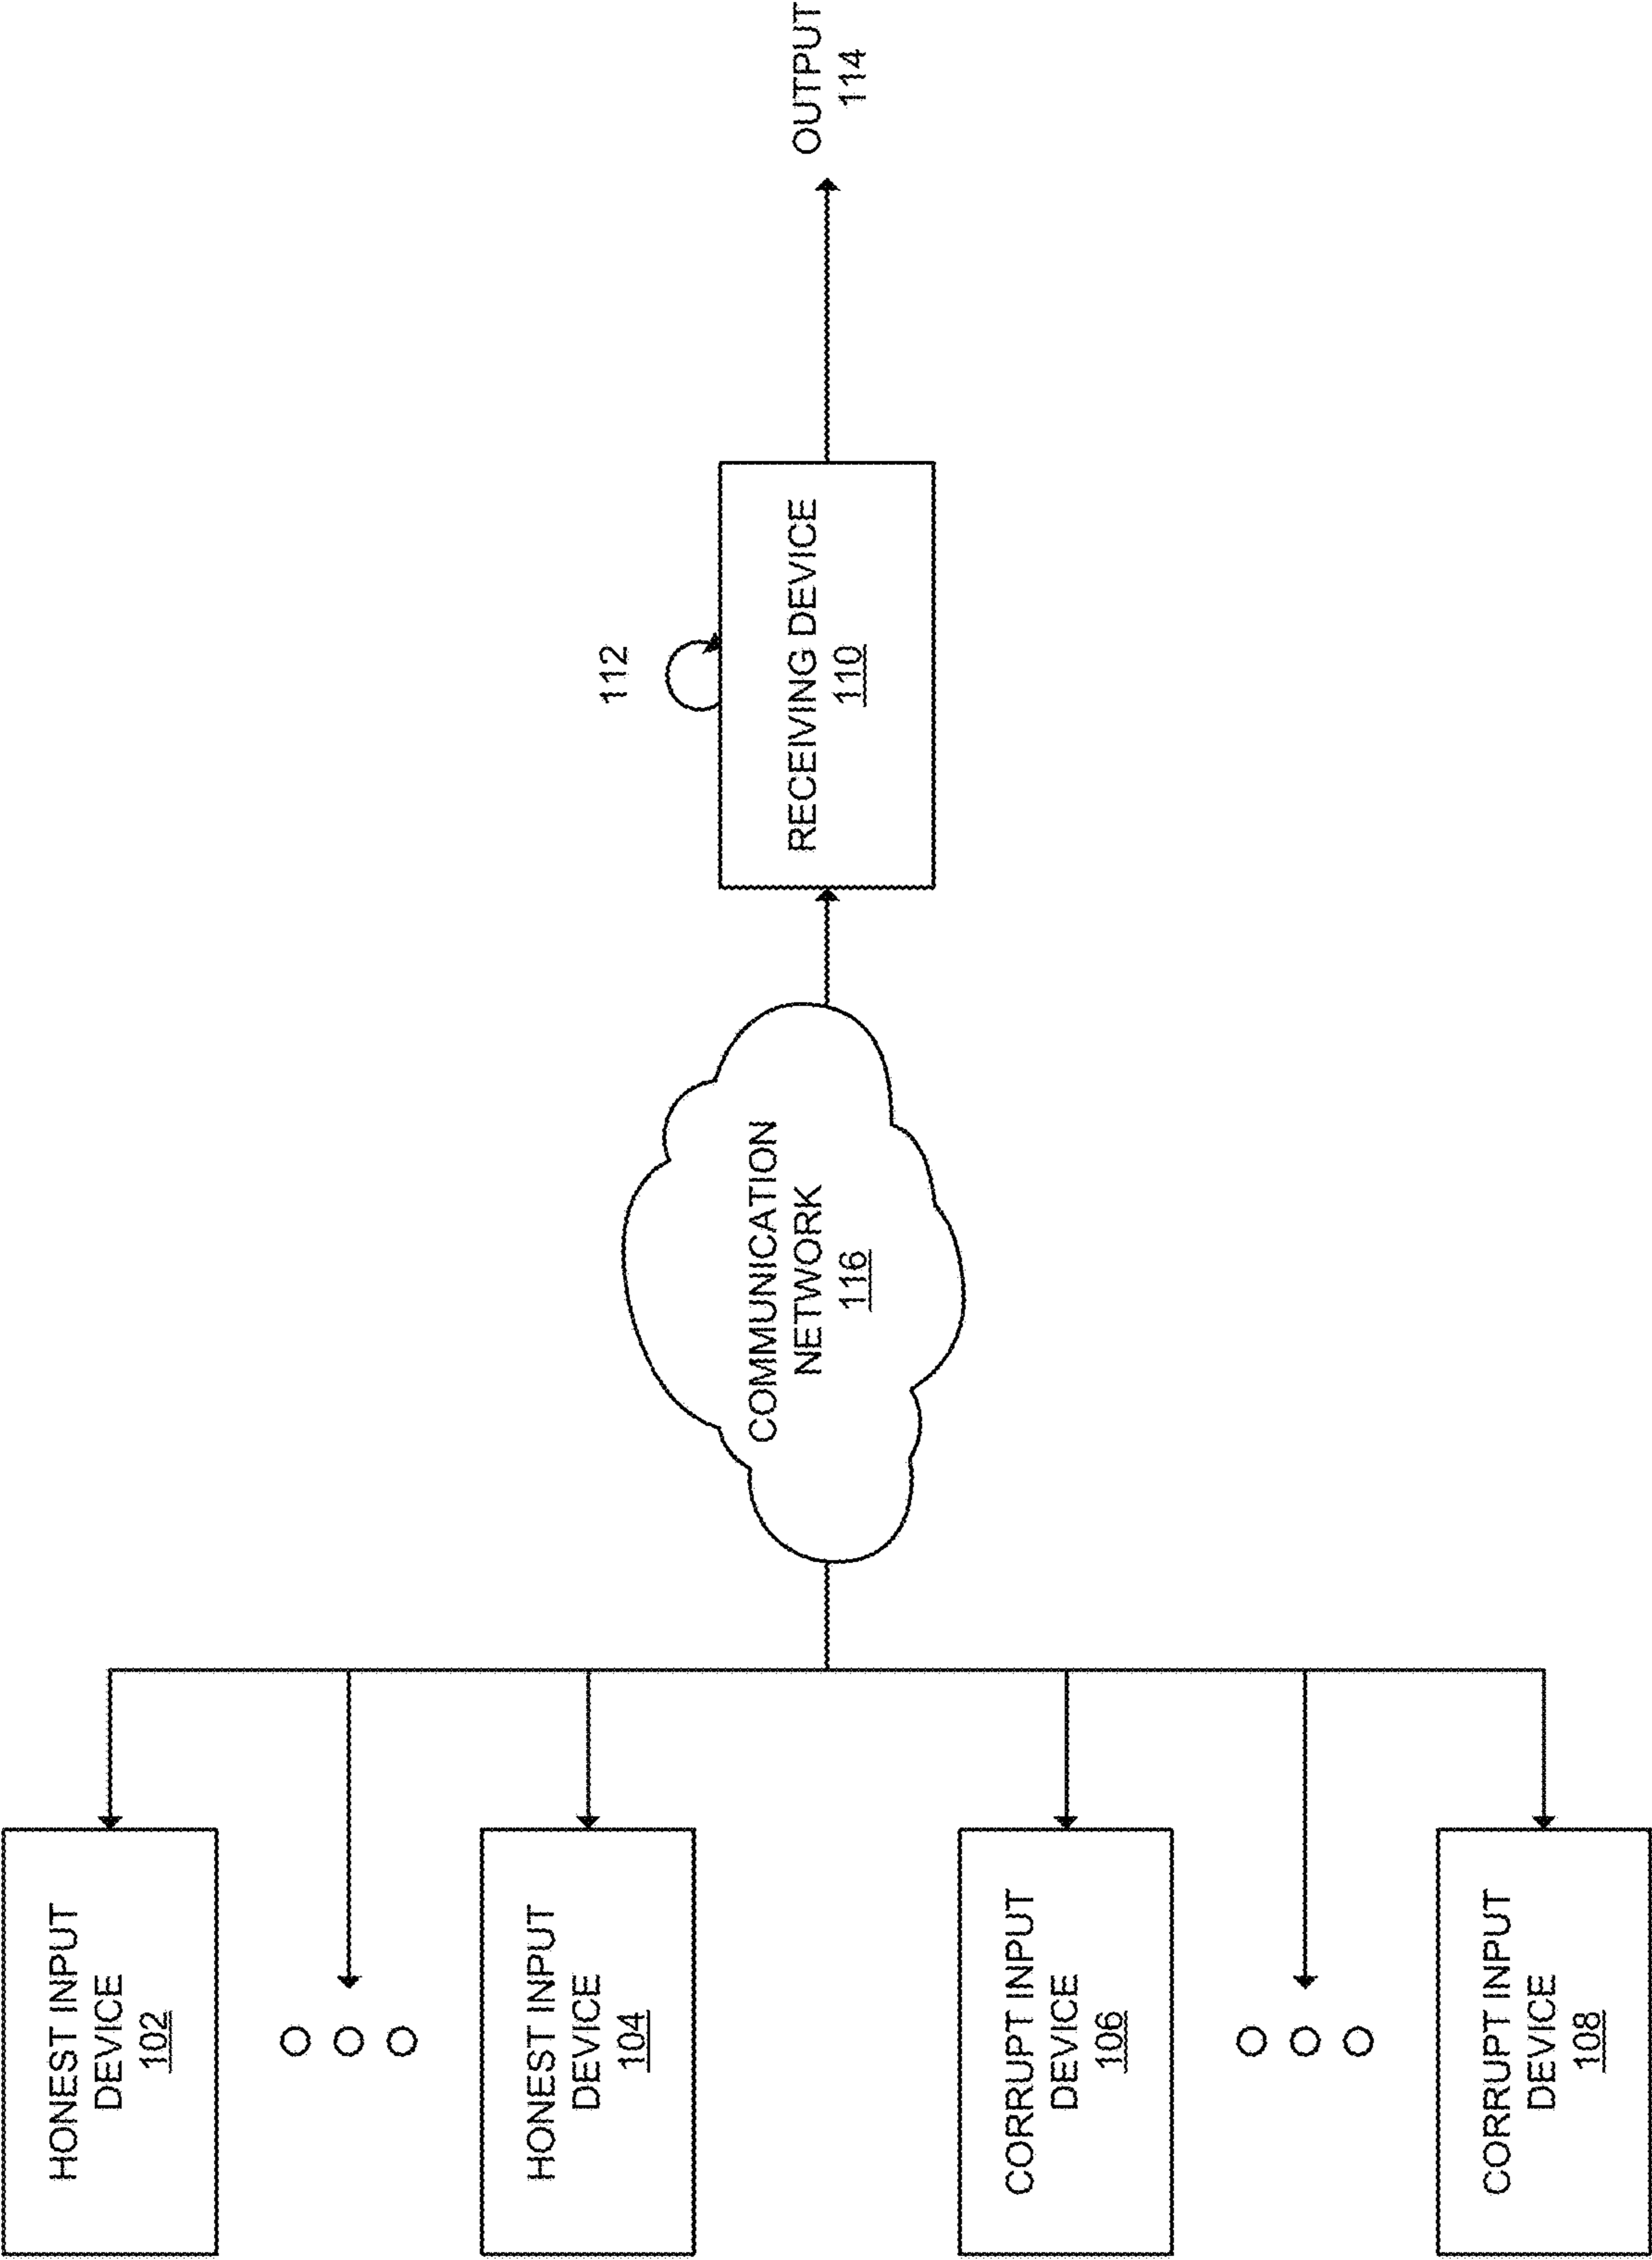 HONEST INPUT
DEVICE
102
HONEST INPUT
DEVICE
104
CORRUPT INPUT
DEVICE
106
CORRUPT INPUT
DEVICE
108
COMMUNICATION
NETWORK
116
112
RECEIVING DEVICE
110
OUTPUT
114